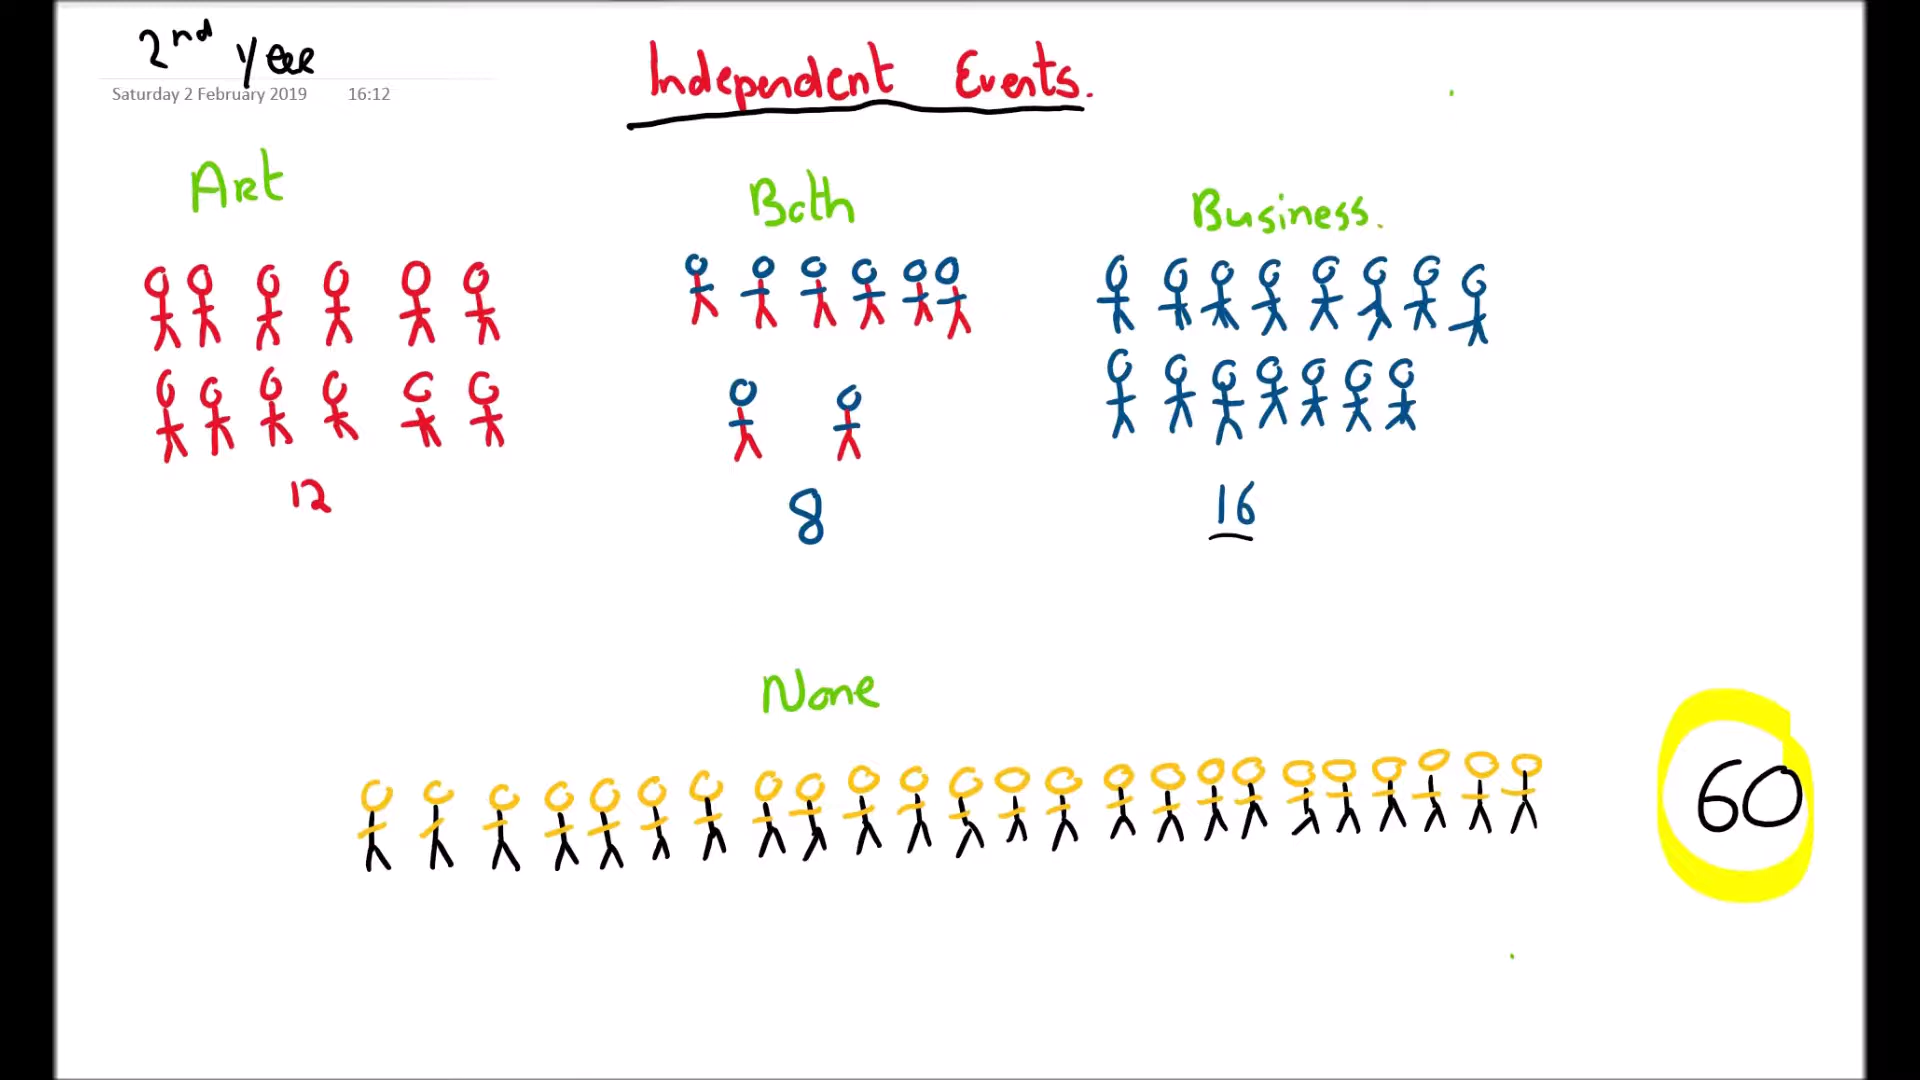 2nd year
Independent Events.
Saturday 2 February 2019 16:12
Art
Both
Business.
12
8
16
None
60